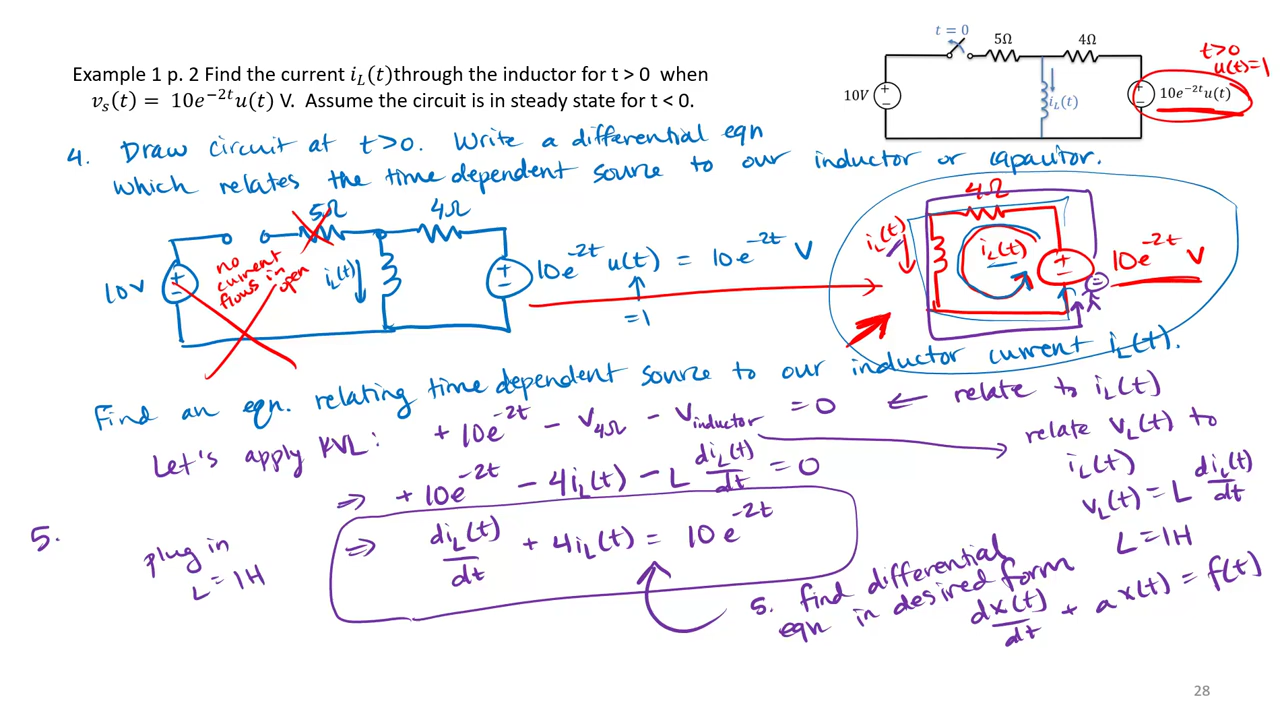 Example 1 p. 2 Find the current i_L(t)through the inductor for t > 0 when
v_s(t) = 10e^{-2t}u(t) V. Assume the circuit is in steady state for t < 0.
t = 0
5Ω
4Ω
10V
i_L(t)
10e^{-2t}u(t)
t>0
u(t)=1
4. Draw circuit at t>0. Write a differential eqn
which relates the time dependent source to our inductor or capautor.
5Ω
4Ω
10V
no
current
flows in
open
i_L(t)
10e^{-2t} u(t) = 10e^{-2t} V
=1
4Ω
i_L(t)
i_L(t)
10e^{-2t} V
Find an eqn. relating time dependent source to our inductor current i_L(t).
Let's apply KVL: +10e^{-2t} - V_{4Ω} - V_{inductor} = 0 ← relate to i_L(t)
⇒ +10e^{-2t} - 4i_L(t) - L di_L(t)/dt = 0
relate v_L(t) to
i_L(t)
v_L(t) = L di_L(t)/dt
L=1H
5.
plug in
L=1H
⇒ di_L(t)/dt + 4i_L(t) = 10e^{-2t}
5. find differential
eqn in desired form
dx(t)/dt + ax(t) = f(t)
28